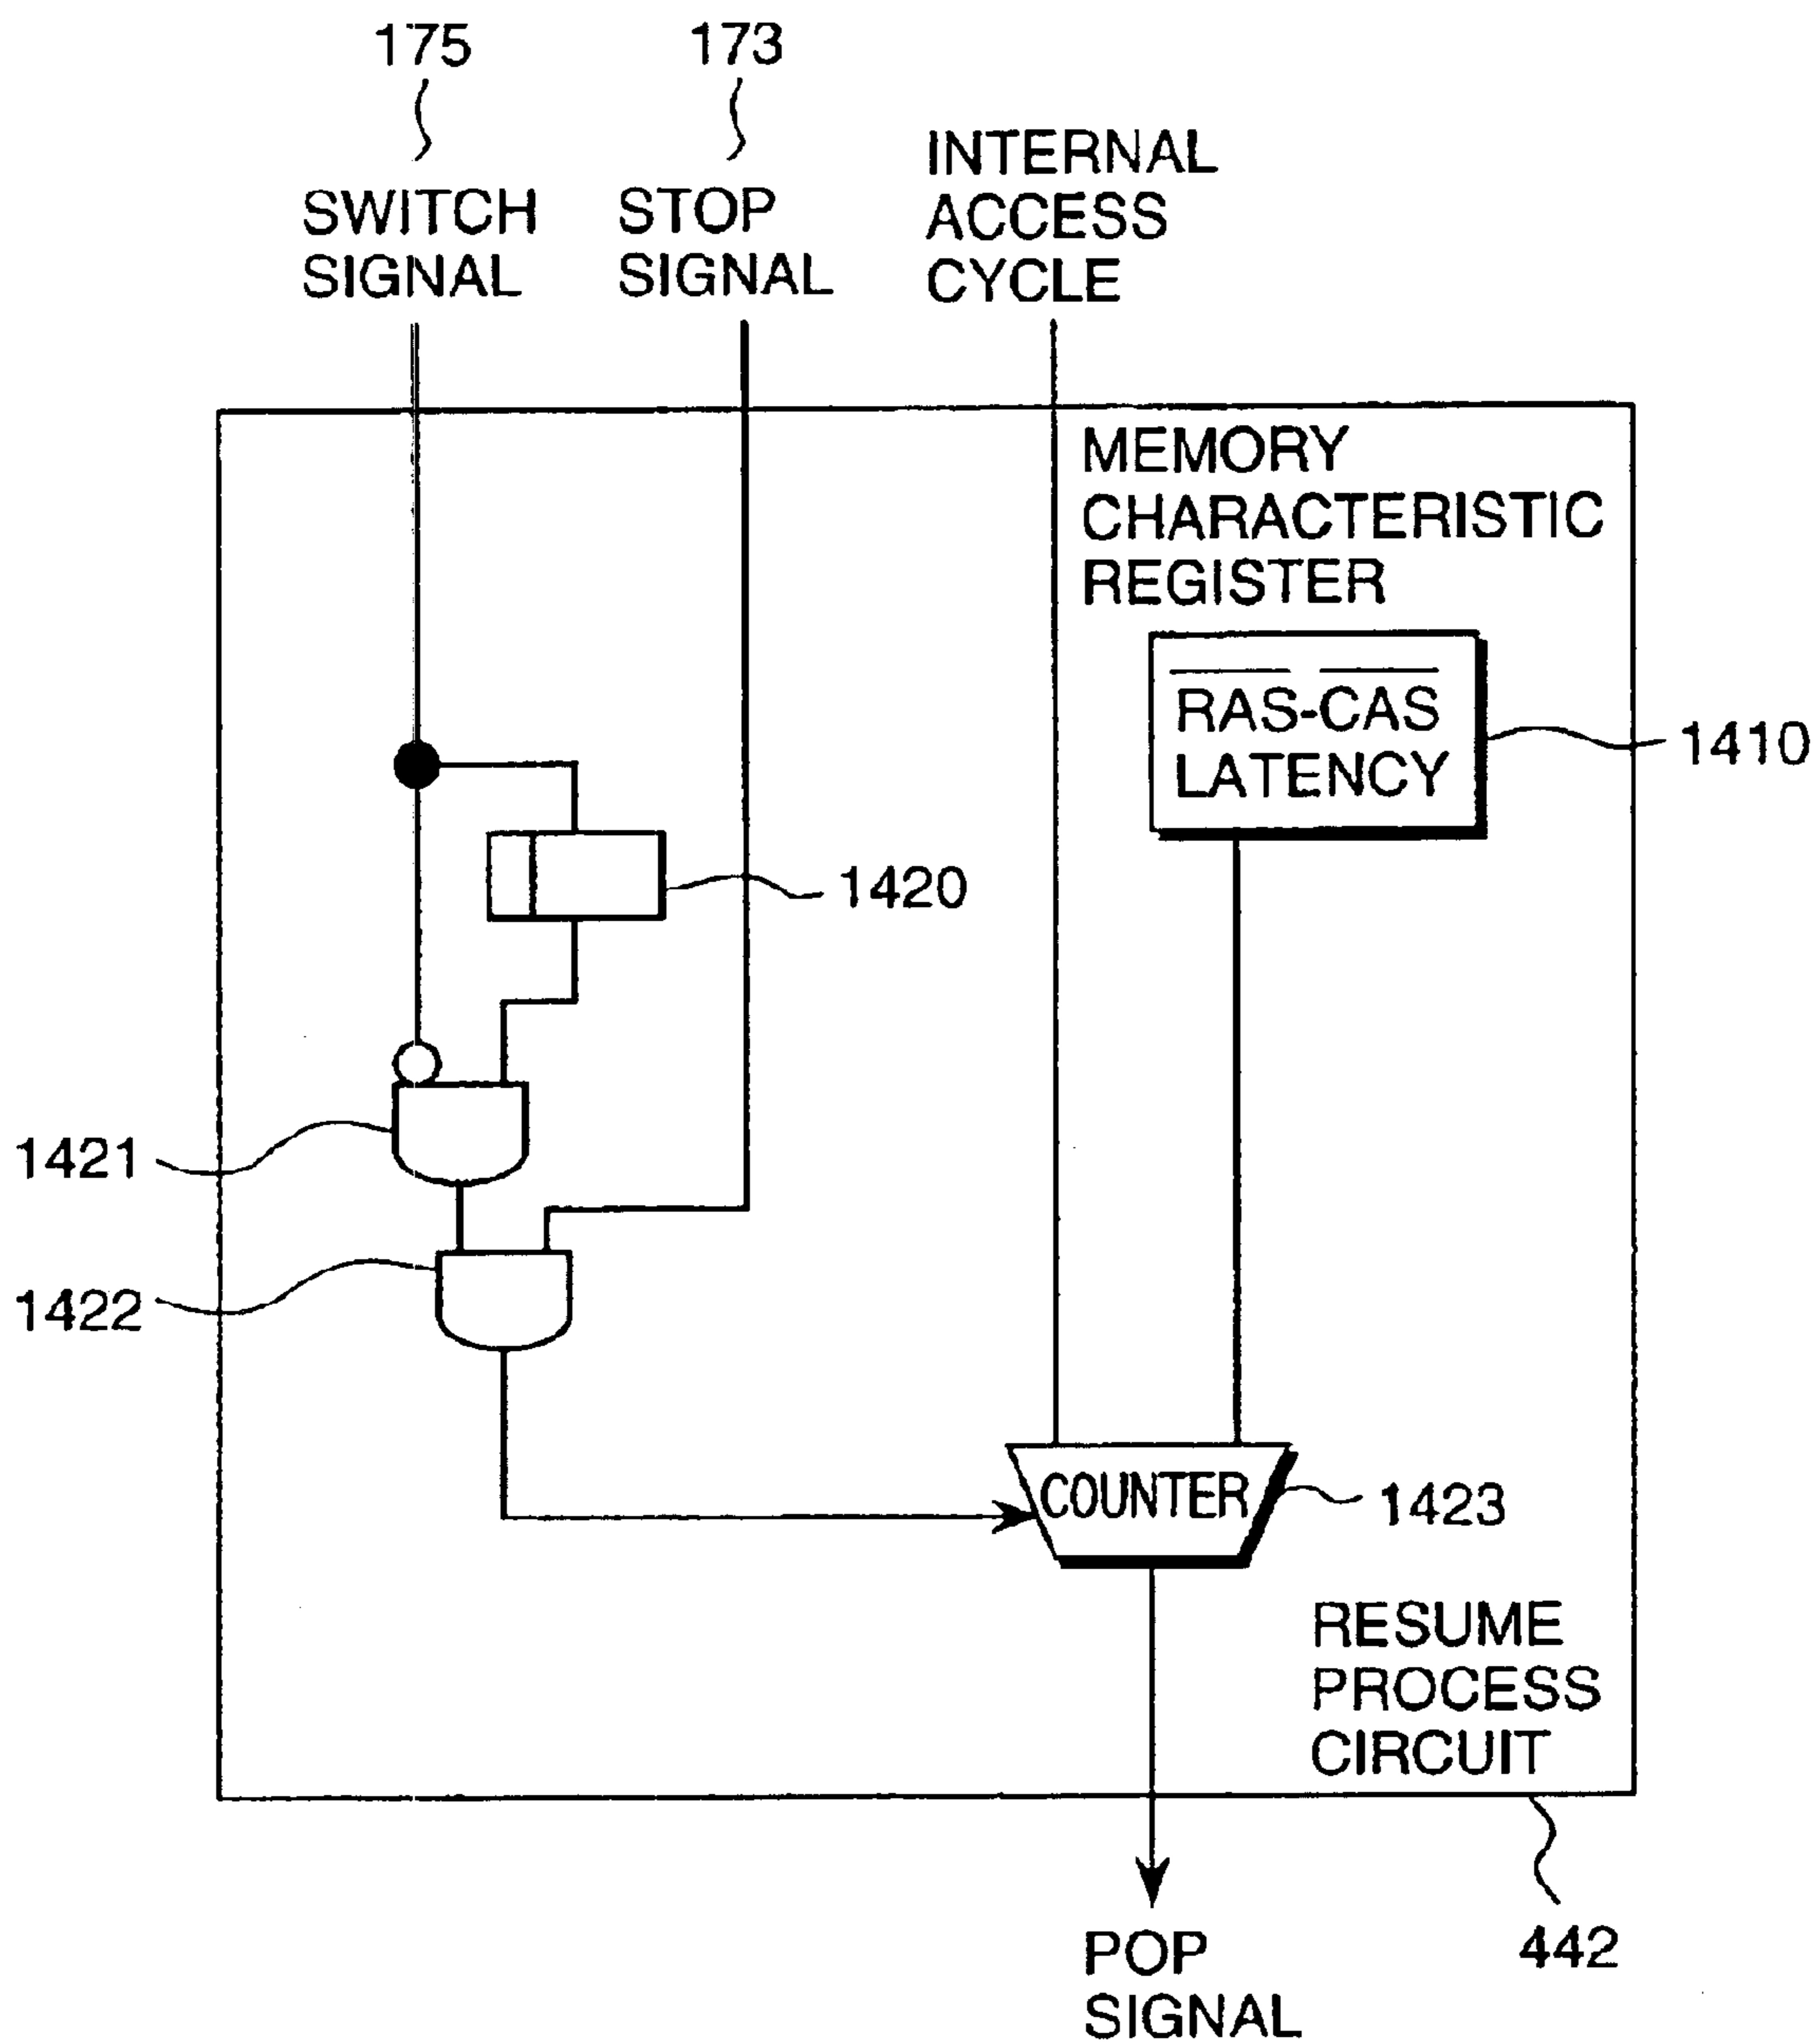 175
173
SWITCH
SIGNAL
STOP
SIGNAL
INTERNAL
ACCESS
CYCLE
MEMORY
CHARACTERISTIC
REGISTER
RAS-CAS
LATENCY
1410
1420
1421
1422
COUNTER
1423
RESUME
PROCESS
CIRCUIT
442
POP
SIGNAL